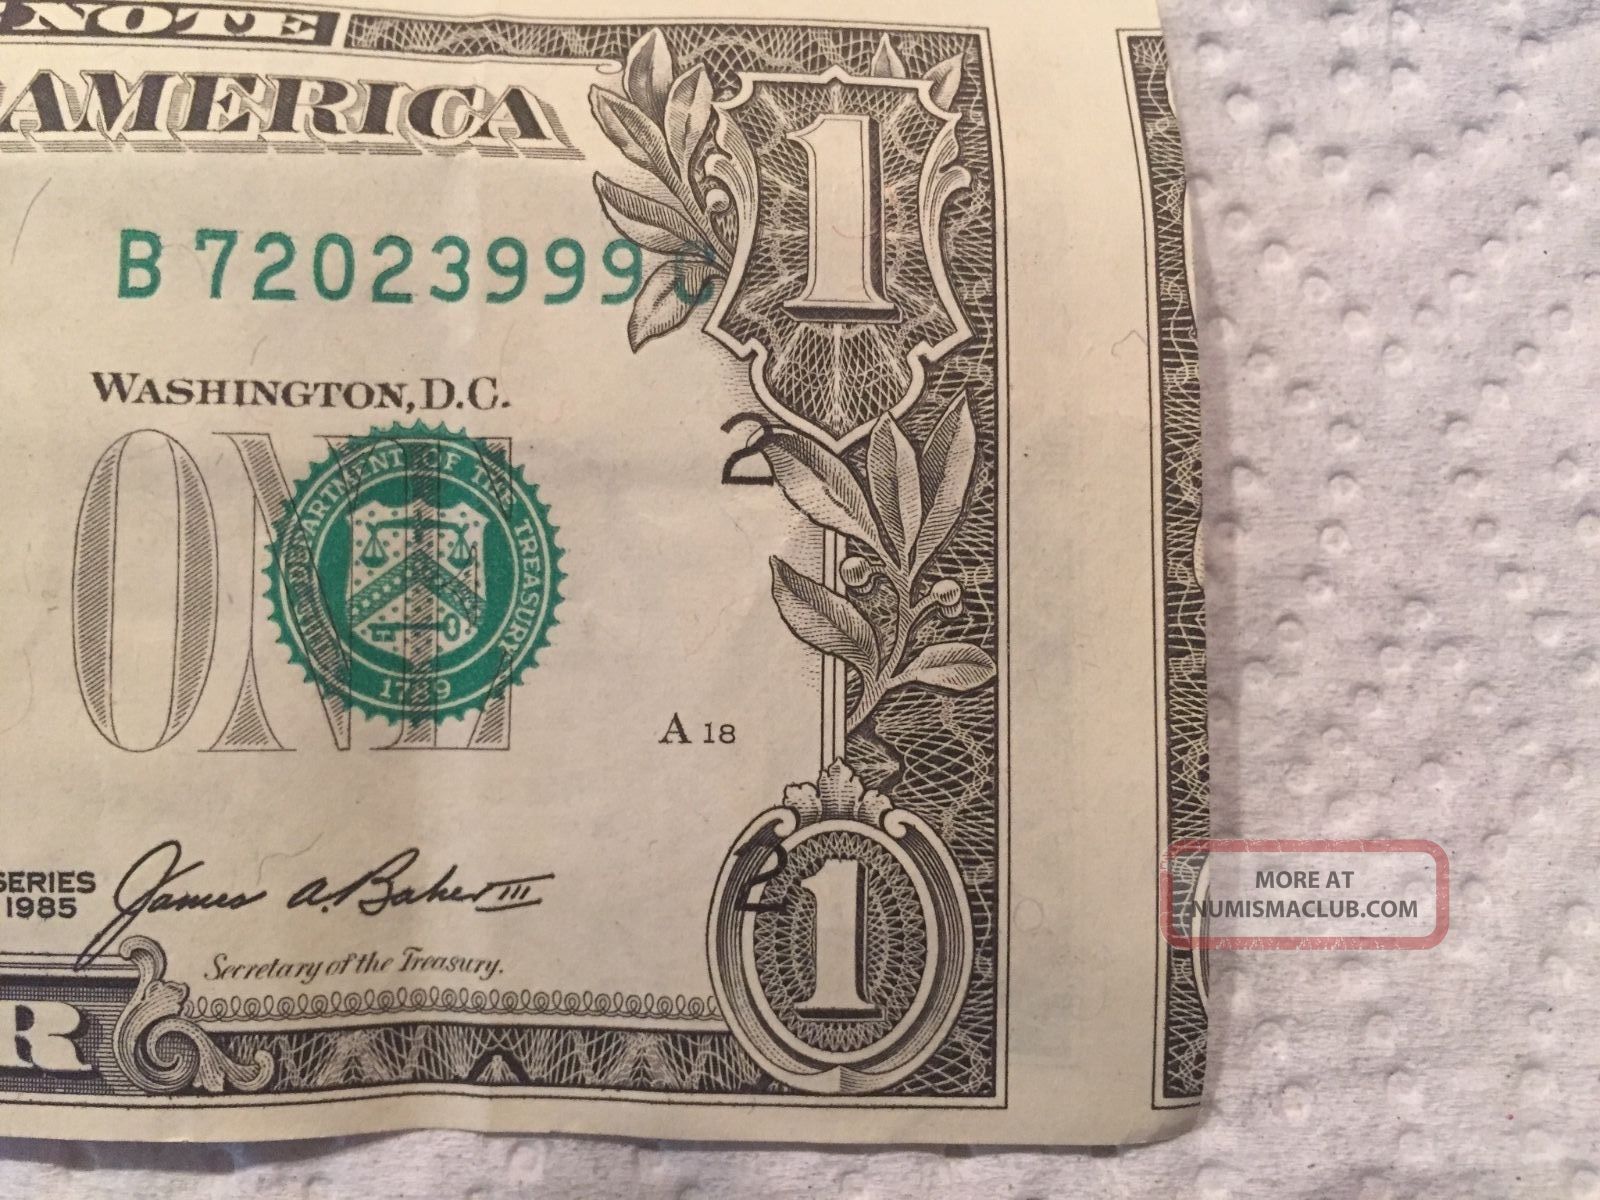 NOTE
AMERICA
1
B 72023999 C
WASHINGTON, D.C.
2
ONE
THE DEPARTMENT OF THE TREASURY
1789
A 18
SERIES
1985
James A. Baker III
2
1
Secretary of the Treasury.
R
MORE AT
NUMISMACLUB.COM